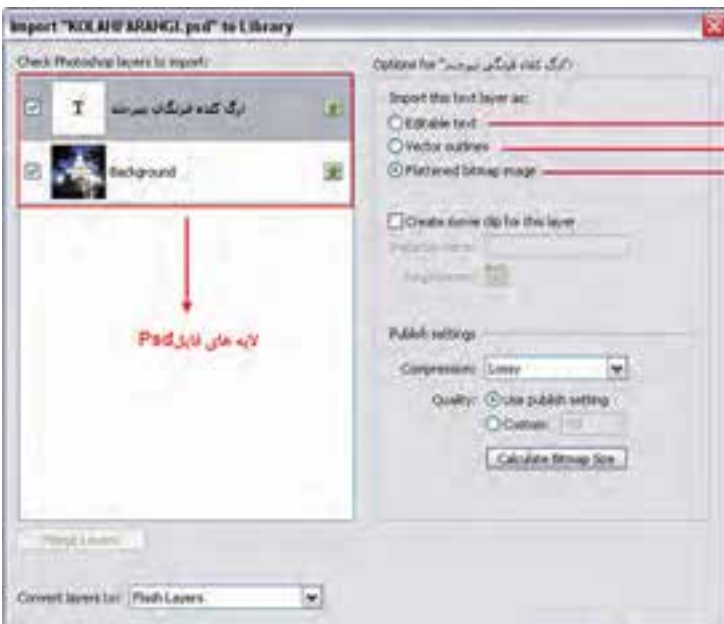 Import "KOLAHFARANGI.psd" to Library
Check Photoshop layers to import:
T
ارگ کلاه فرنگی بیرجند
Background
لایه های فایل Psd
Merge Layers
Convert layers to: Flash Layers
Options for "ارگ کلاه فرنگی بیرجند":
Import this text layer as:
Editable text
Vector outlines
Flattened bitmap image
Create movie clip for this layer
Instance name:
Registration:
Publish settings
Compression: Lossy
Quality: Use publish setting
Custom:
Calculate Bitmap Size